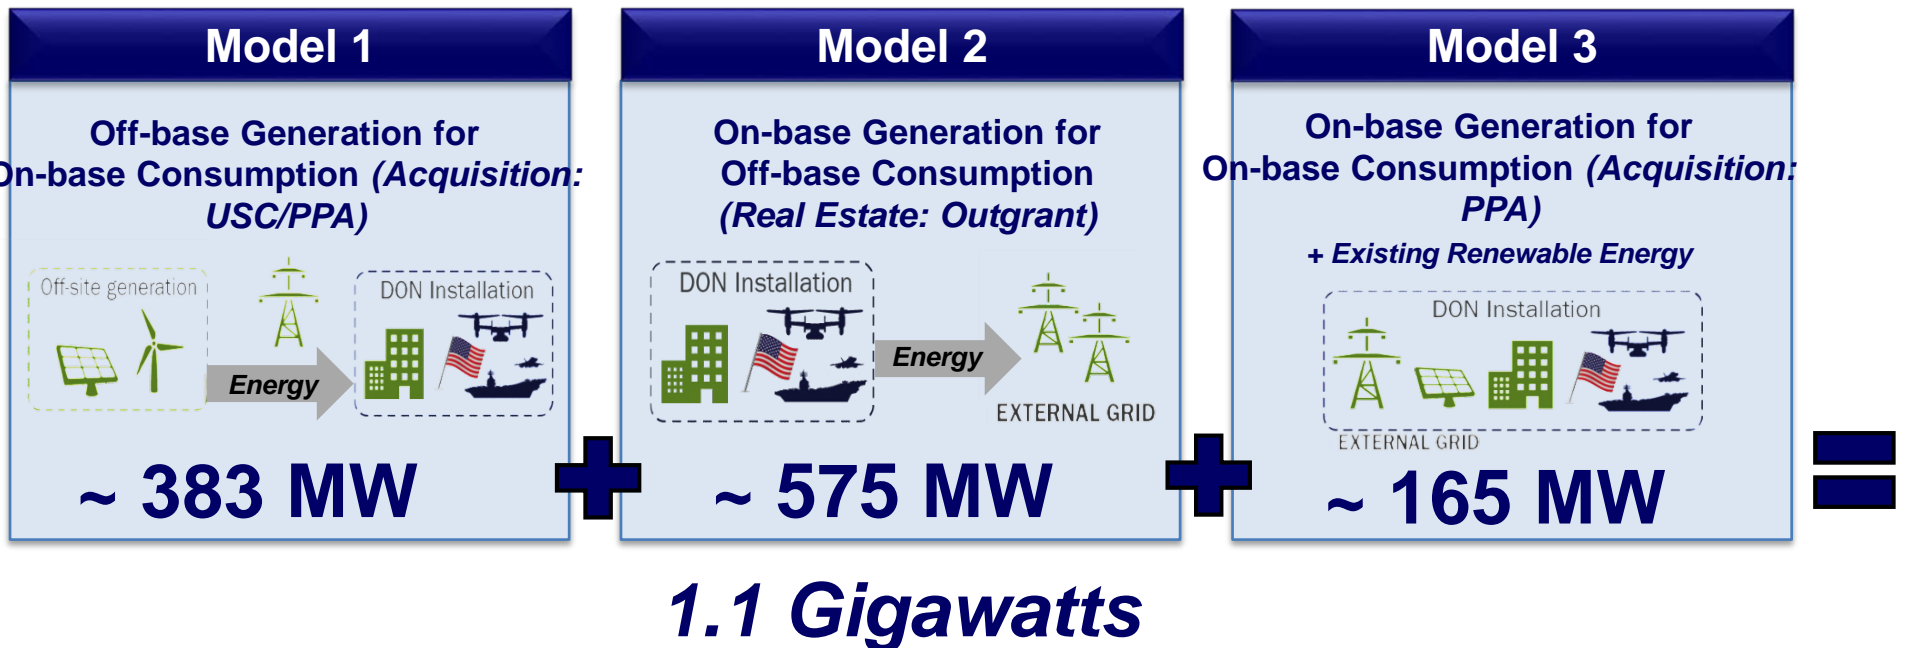 Model 1
Off-base Generation for
On-base Consumption (Acquisition:
USC/PPA)
Off-site generation
DON Installation
Energy
~ 383 MW
Model 2
On-base Generation for
Off-base Consumption
(Real Estate: Outgrant)
DON Installation
Energy
EXTERNAL GRID
~ 575 MW
Model 3
On-base Generation for
On-base Consumption (Acquisition:
PPA)
+ Existing Renewable Energy
DON Installation
EXTERNAL GRID
~ 165 MW
1.1 Gigawatts